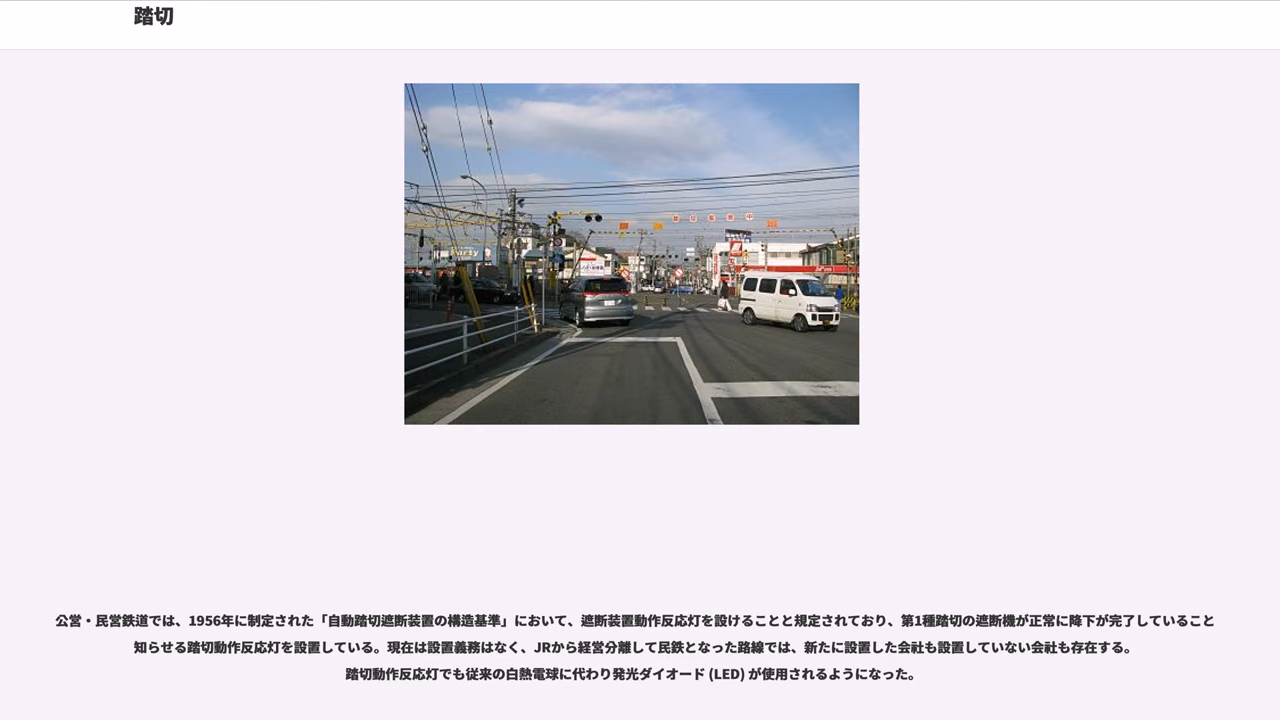 踏切
Party
公営・民営鉄道では、1956年に制定された「自動踏切遮断装置の構造基準」において、遮断装置動作反応灯を設けることと規定されており、第1種踏切の遮断機が正常に降下が完了していること
知らせる踏切動作反応灯を設置している。現在は設置義務はなく、JRから経営分離して民鉄となった路線では、新たに設置した会社も設置していない会社も存在する。
踏切動作反応灯でも従来の白熱電球に代わり発光ダイオード (LED) が使用されるようになった。